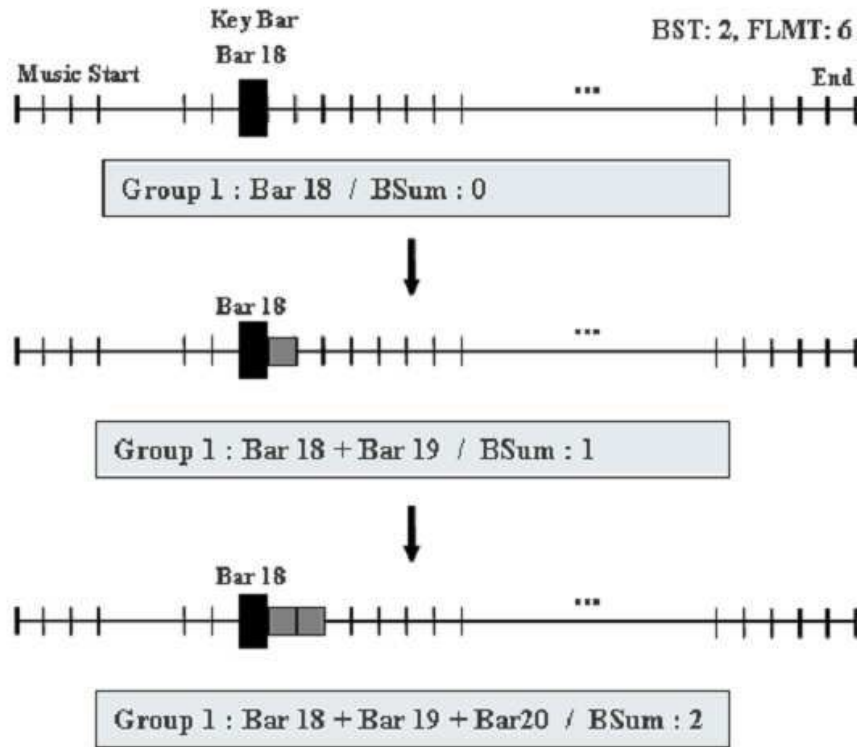 Key Bar
Bar 18
BST: 2, FLMT: 6
Music Start
End
...
Group 1 : Bar 18 / BSum : 0
Bar 18
...
Group 1 : Bar 18 + Bar 19 / BSum : 1
Bar 18
...
Group 1 : Bar 18 + Bar 19 + Bar20 / BSum : 2